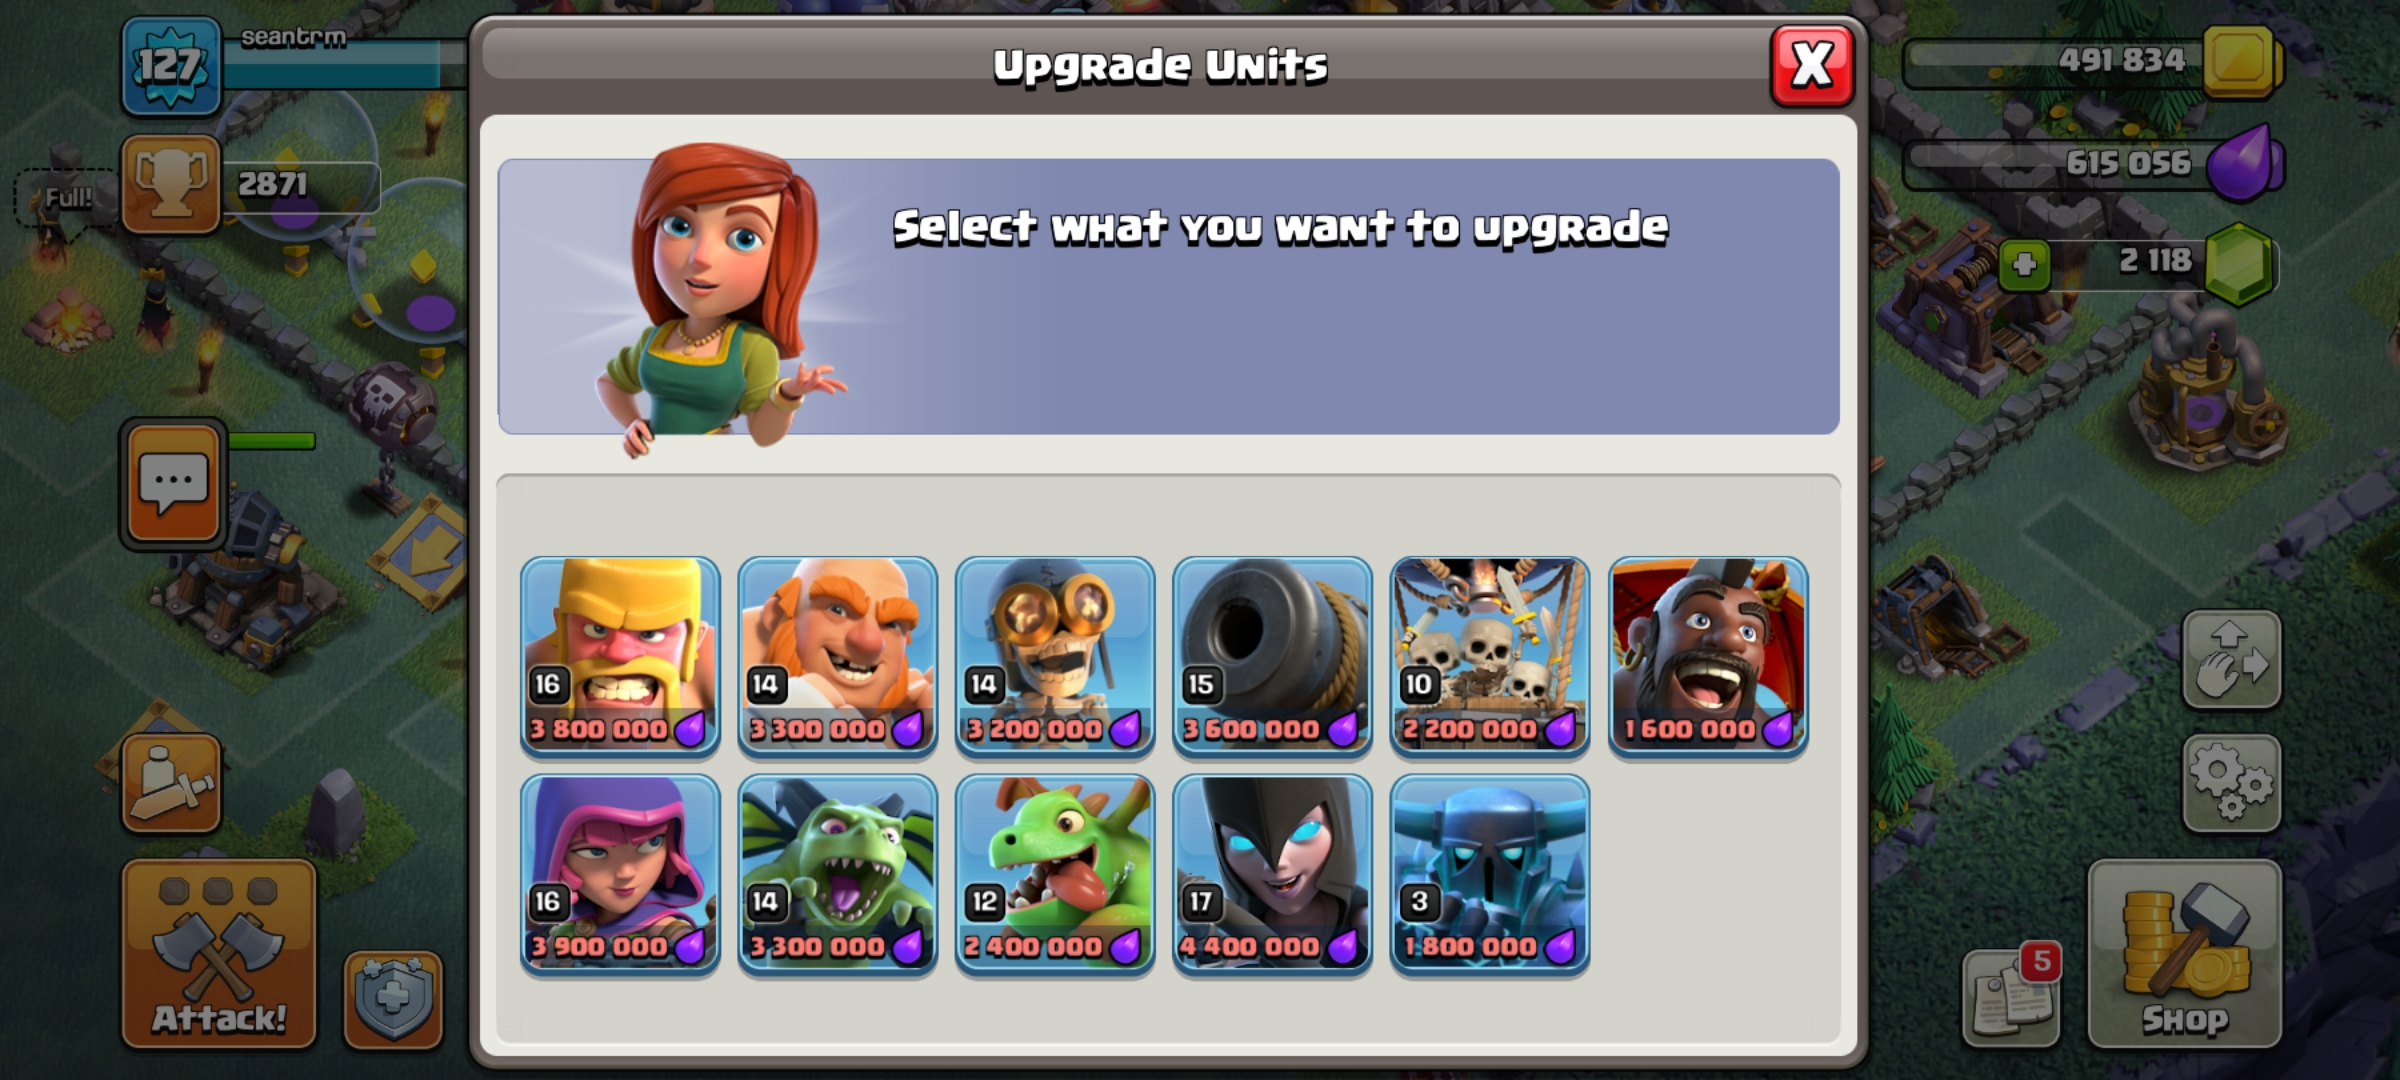 127
seantrm
Upgrade Units
X
491 834
2871
Full!
615 056
2 118
Select what you want to upgrade
16
3 800 000
14
3 300 000
14
3 200 000
15
3 600 000
10
2 200 000
1 600 000
16
3 900 000
14
3 300 000
12
2 400 000
17
4 400 000
3
1 800 000
Attack!
5
Shop